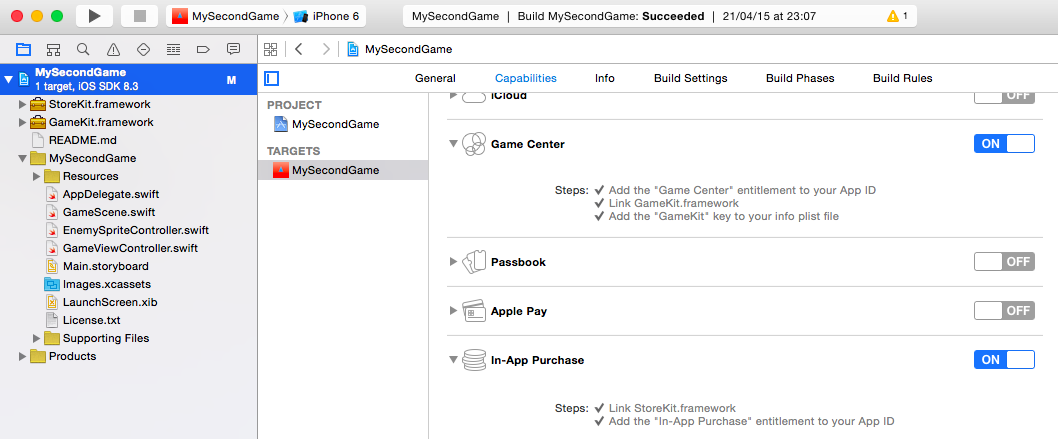 MySecondGame iPhone 6
MySecondGame | Build MySecondGame: Succeeded | 21/04/15 at 23:07 1
MySecondGame
MySecondGame M
1 target, iOS SDK 8.3
StoreKit.framework
GameKit.framework
README.md
MySecondGame
Resources
AppDelegate.swift
GameScene.swift
EnemySpriteController.swift
GameViewController.swift
Main.storyboard
Images.xcassets
LaunchScreen.xib
License.txt
Supporting Files
Products
General Capabilities Info Build Settings Build Phases Build Rules
PROJECT
MySecondGame
TARGETS
MySecondGame
iCloud OFF
Game Center ON
Steps: ✔ Add the "Game Center" entitlement to your App ID
✔ Link GameKit.framework
✔ Add the "GameKit" key to your info plist file
Passbook OFF
Apple Pay OFF
In-App Purchase ON
Steps: ✔ Link StoreKit.framework
✔ Add the "In-App Purchase" entitlement to your App ID